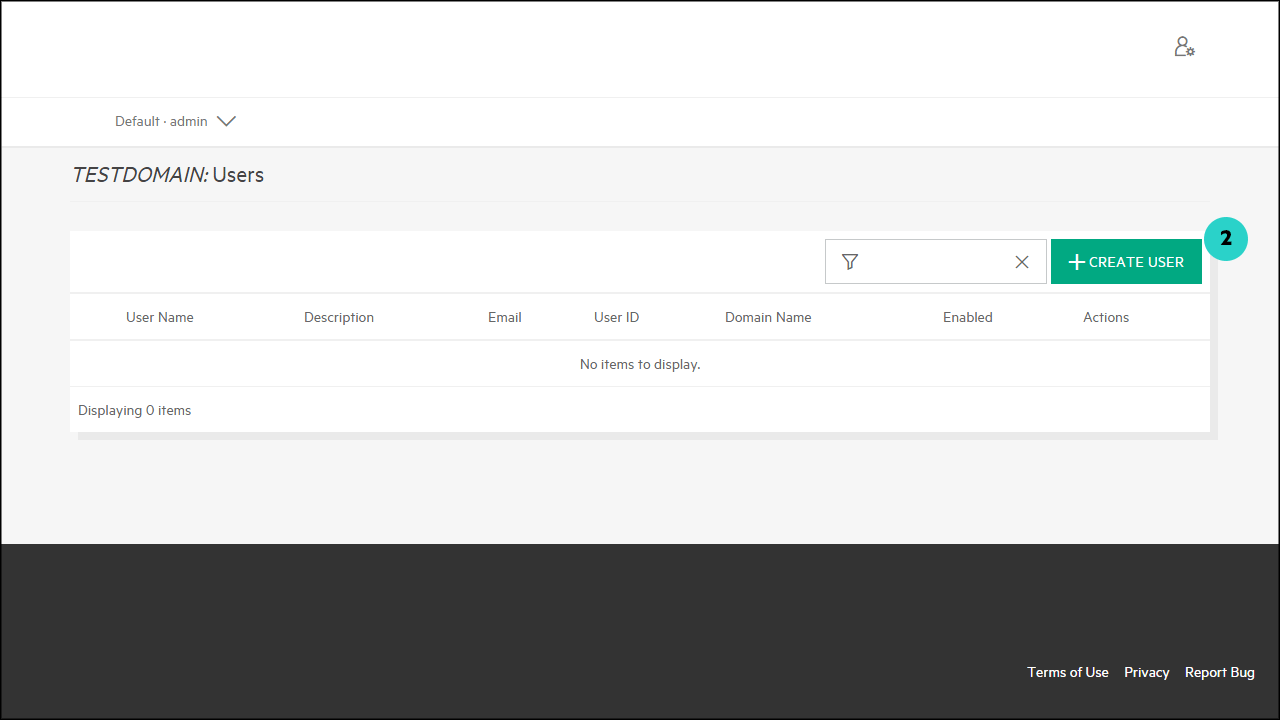 Default · admin
TESTDOMAIN: Users
2
CREATE USER
User Name Description Email User ID Domain Name Enabled Actions
No items to display.
Displaying 0 items
Terms of Use Privacy Report Bug